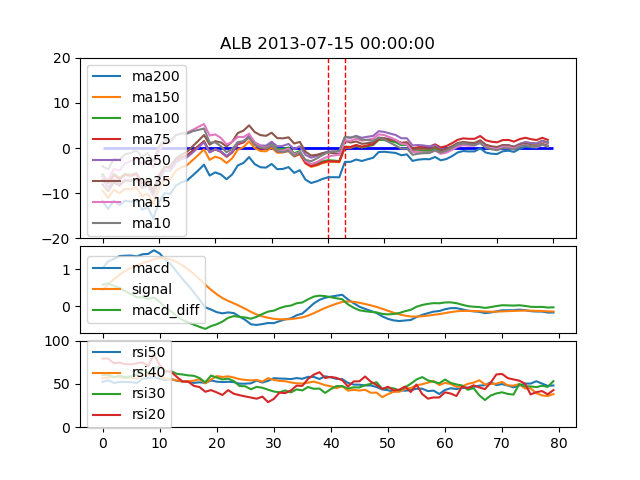 ALB 2013-07-15 00:00:00
20
10
0
−10
−20
ma200
ma150
ma100
ma75
ma50
ma35
ma15
ma10
1
0
macd
signal
macd_diff
100
50
0
rsi50
rsi40
rsi30
rsi20
0 10 20 30 40 50 60 70 80